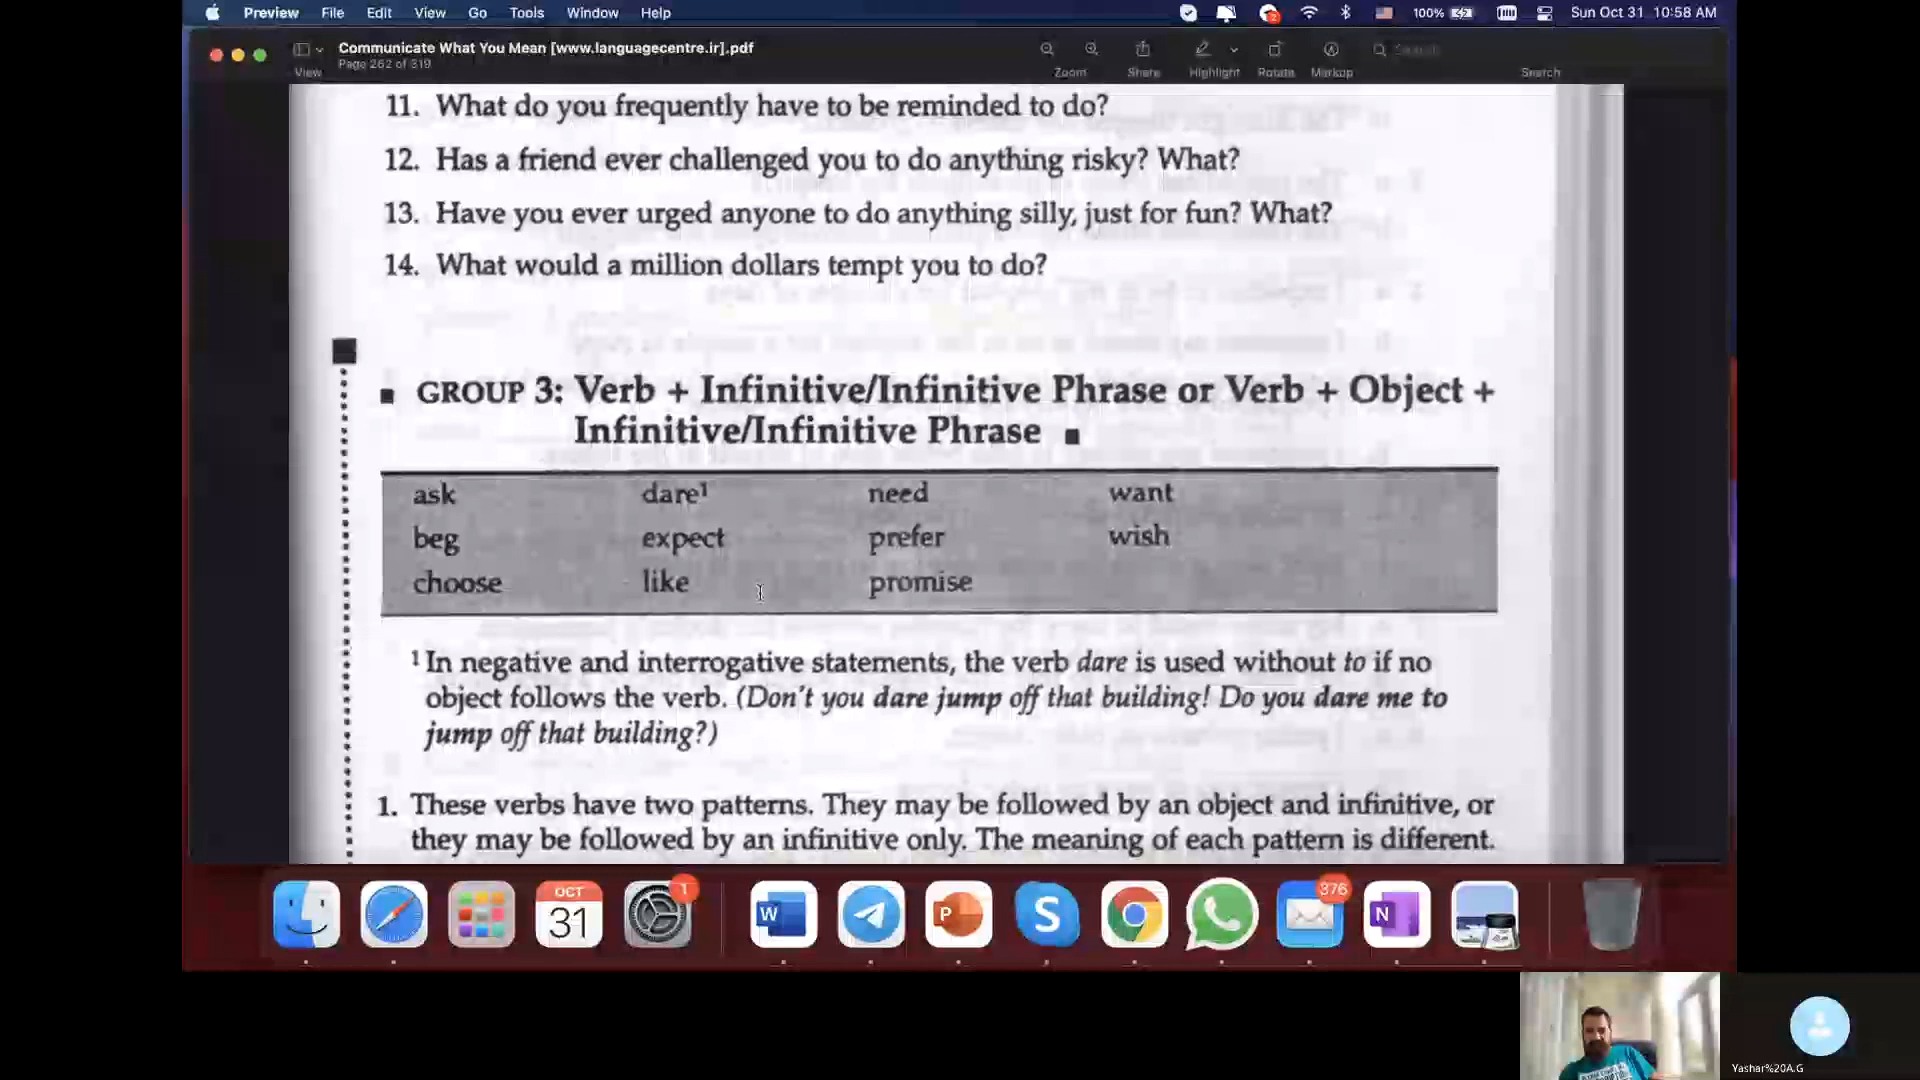 Preview File Edit View Go Tools Window Help
2
100% Sun Oct 31 10:58 AM
Communicate What You Mean [www.languagecentre.ir].pdf
Page 262 of 319
Search
View Zoom Share Highlight Rotate Markup Search
11. What do you frequently have to be reminded to do?
12. Has a friend ever challenged you to do anything risky? What?
13. Have you ever urged anyone to do anything silly, just for fun? What?
14. What would a million dollars tempt you to do?
GROUP 3: Verb + Infinitive/Infinitive Phrase or Verb + Object +
Infinitive/Infinitive Phrase
ask dare¹ need want
beg expect prefer wish
choose like promise
¹ In negative and interrogative statements, the verb dare is used without to if no
object follows the verb. (Don't you dare jump off that building! Do you dare me to
jump off that building?)
1. These verbs have two patterns. They may be followed by an object and infinitive, or
they may be followed by an infinitive only. The meaning of each pattern is different.
OCT
31
1
W
P
S
376
N
Yashar%20A.G